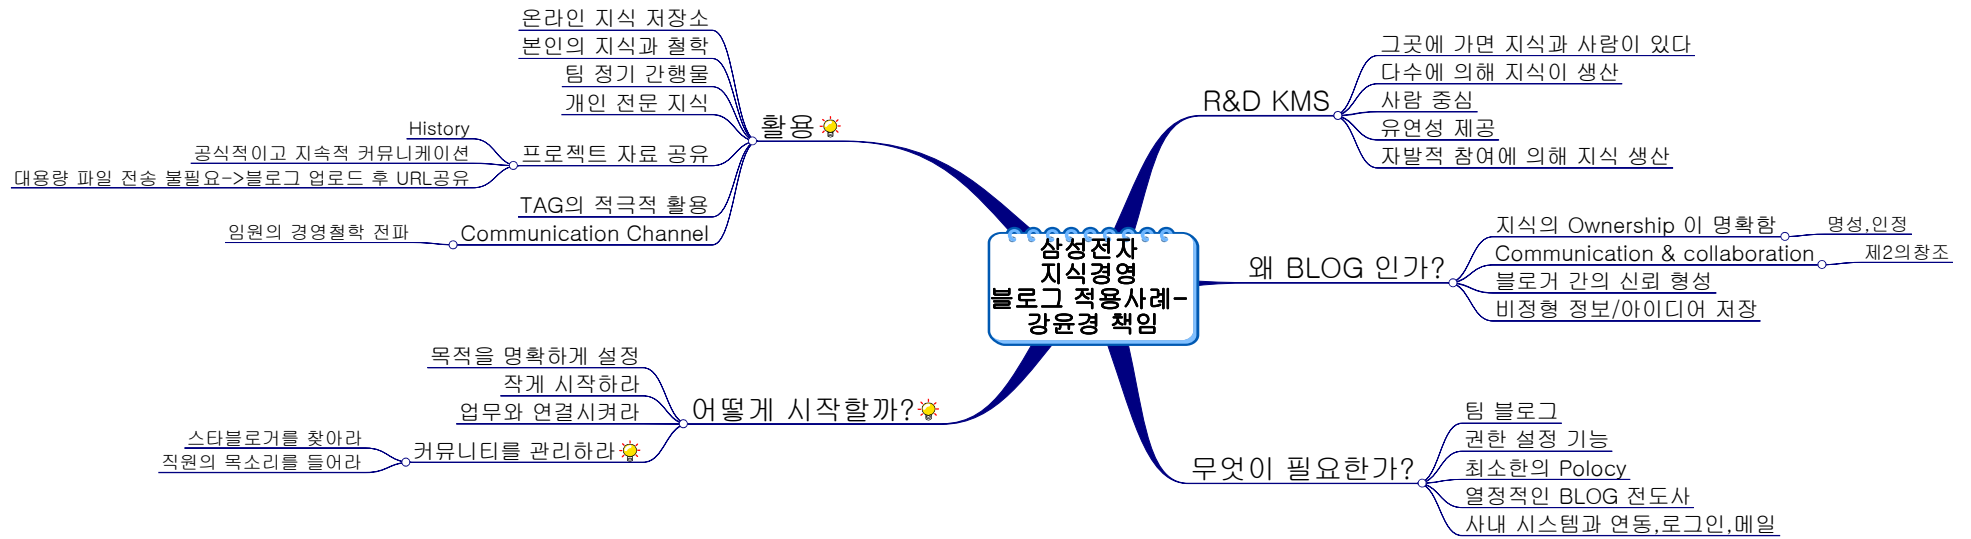 삼성전자
지식경영
블로그 적용사례-
강윤경 책임
R&D KMS
그곳에 가면 지식과 사람이 있다
다수에 의해 지식이 생산
사람 중심
유연성 제공
자발적 참여에 의해 지식 생산
왜 BLOG 인가?
지식의 Ownership 이 명확함
명성,인정
Communication & collaboration
제2의창조
블로거 간의 신뢰 형성
비정형 정보/아이디어 저장
무엇이 필요한가?
팀 블로그
권한 설정 기능
최소한의 Polocy
열정적인 BLOG 전도사
사내 시스템과 연동,로그인,메일
활용
온라인 지식 저장소
본인의 지식과 철학
팀 정기 간행물
개인 전문 지식
프로젝트 자료 공유
History
공식적이고 지속적 커뮤니케이션
대용량 파일 전송 불필요->블로그 업로드 후 URL공유
TAG의 적극적 활용
Communication Channel
임원의 경영철학 전파
어떻게 시작할까?
목적을 명확하게 설정
작게 시작하라
업무와 연결시켜라
커뮤니티를 관리하라
스타블로거를 찾아라
직원의 목소리를 들어라